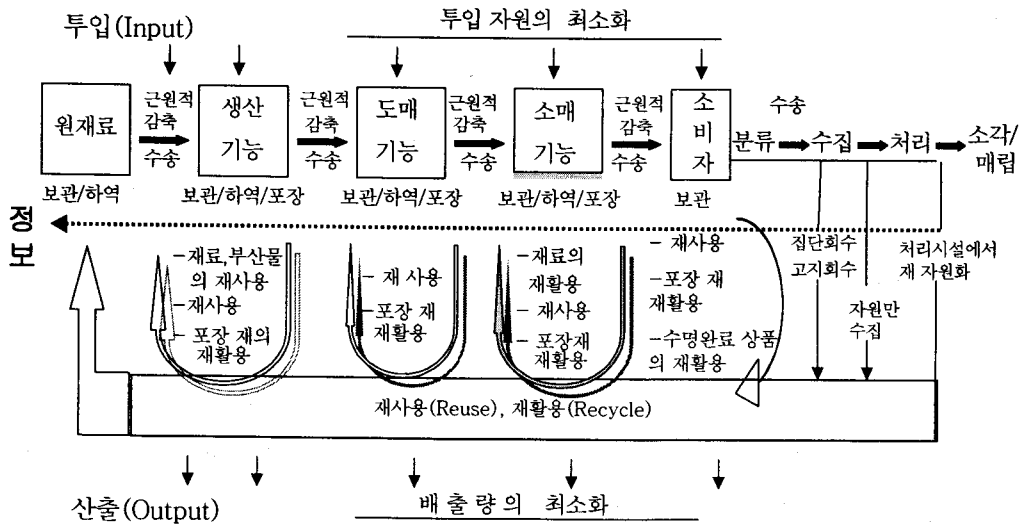 투입(Input)
투입 자원의 최소화
원재료
근원적
감축
수송
생산
기능
근원적
감축
수송
도매
기능
근원적
감축
수송
소매
기능
근원적
감축
수송
소
비
자
수송
분류
수집
처리
소각/
매립
보관/하역
보관/하역/포장
보관/하역/포장
보관/하역/포장
보관
정
보
- 재료,부산물
의 재사용
- 재사용
- 포장 재의
재활용
- 재 사용
- 포장 재
재활용
- 재료의
재활용
- 재사용
- 포장재
재활용
- 재사용
- 포장 재
재활용
- 수명완료 상품
의 재활용
집단회수
고지회수
자원만
수집
처리시설에서
재 자원화
재사용(Reuse), 재활용(Recycle)
산출(Output)
배출량의 최소화